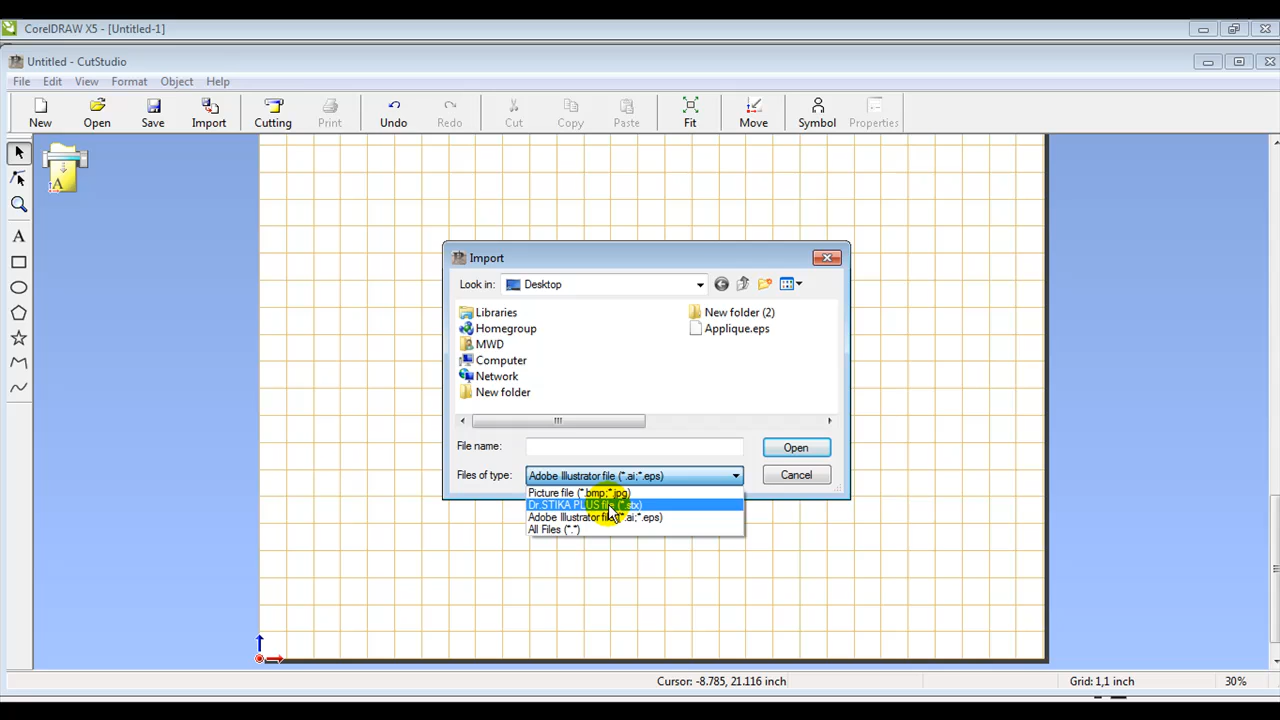 CorelDRAW X5 - [Untitled-1]
Untitled - CutStudio
File Edit View Format Object Help
New Open Save Import Cutting Print Undo Redo Cut Copy Paste Fit Move Symbol Properties
A
A
Import
Look in: Desktop
Libraries New folder (2)
Homegroup Applique.eps
MWD
Computer
Network
New folder
File name: Open
Files of type: Adobe Illustrator file (*.ai;*.eps) Cancel
Picture file (*.bmp;*.jpg)
Dr.STIKA PLUS file (*.stx)
Adobe Illustrator file (*.ai;*.eps)
All Files (*.*)
Cursor: -8.785, 21.116 inch Grid: 1,1 inch 30%